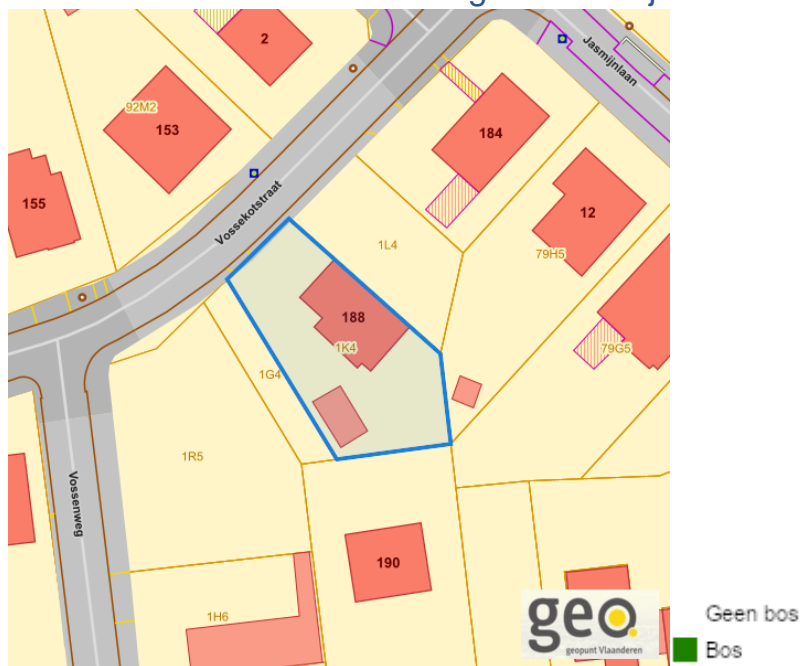 2
Jasmijnlaan
92M2
153
184
155
Vossekotstraat
12
1L4
79H5
188
1K4
79G5
1G4
1R5
Vossenweg
190
1H6
geo.
geopunt Vlaanderen
Geen bos
Bos